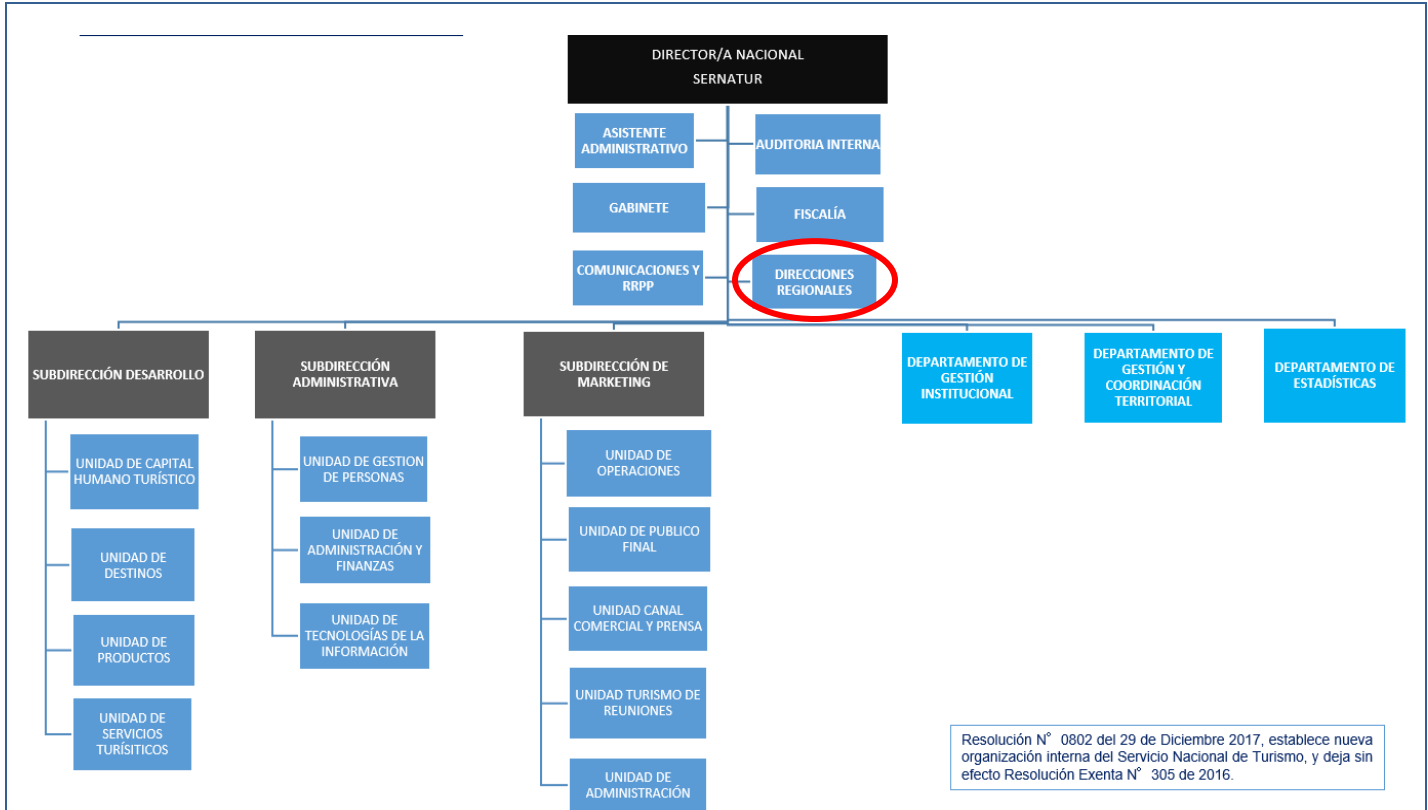 DIRECTOR/A NACIONAL
SERNATUR
ASISTENTE
ADMINISTRATIVO
AUDITORIA INTERNA
GABINETE
FISCALÍA
COMUNICACIONES Y
RRPP
DIRECCIONES
REGIONALES
SUBDIRECCIÓN DESARROLLO
SUBDIRECCIÓN
ADMINISTRATIVA
SUBDIRECCIÓN DE
MARKETING
DEPARTAMENTO DE
GESTIÓN
INSTITUCIONAL
DEPARTAMENTO DE
GESTIÓN Y
COORDINACIÓN
TERRITORIAL
DEPARTAMENTO DE
ESTADÍSTICAS
UNIDAD DE CAPITAL
HUMANO TURÍSTICO
UNIDAD DE
DESTINOS
UNIDAD DE
PRODUCTOS
UNIDAD DE
SERVICIOS
TURÍSITICOS
UNIDAD DE GESTION
DE PERSONAS
UNIDAD DE
ADMINISTRACIÓN Y
FINANZAS
UNIDAD DE
TECNOLOGÍAS DE LA
INFORMACIÓN
UNIDAD DE
OPERACIONES
UNIDAD DE PUBLICO
FINAL
UNIDAD CANAL
COMERCIAL Y PRENSA
UNIDAD TURISMO DE
REUNIONES
UNIDAD DE
ADMINISTRACIÓN
Resolución N° 0802 del 29 de Diciembre 2017, establece nueva
organización interna del Servicio Nacional de Turismo, y deja sin
efecto Resolución Exenta N° 305 de 2016.